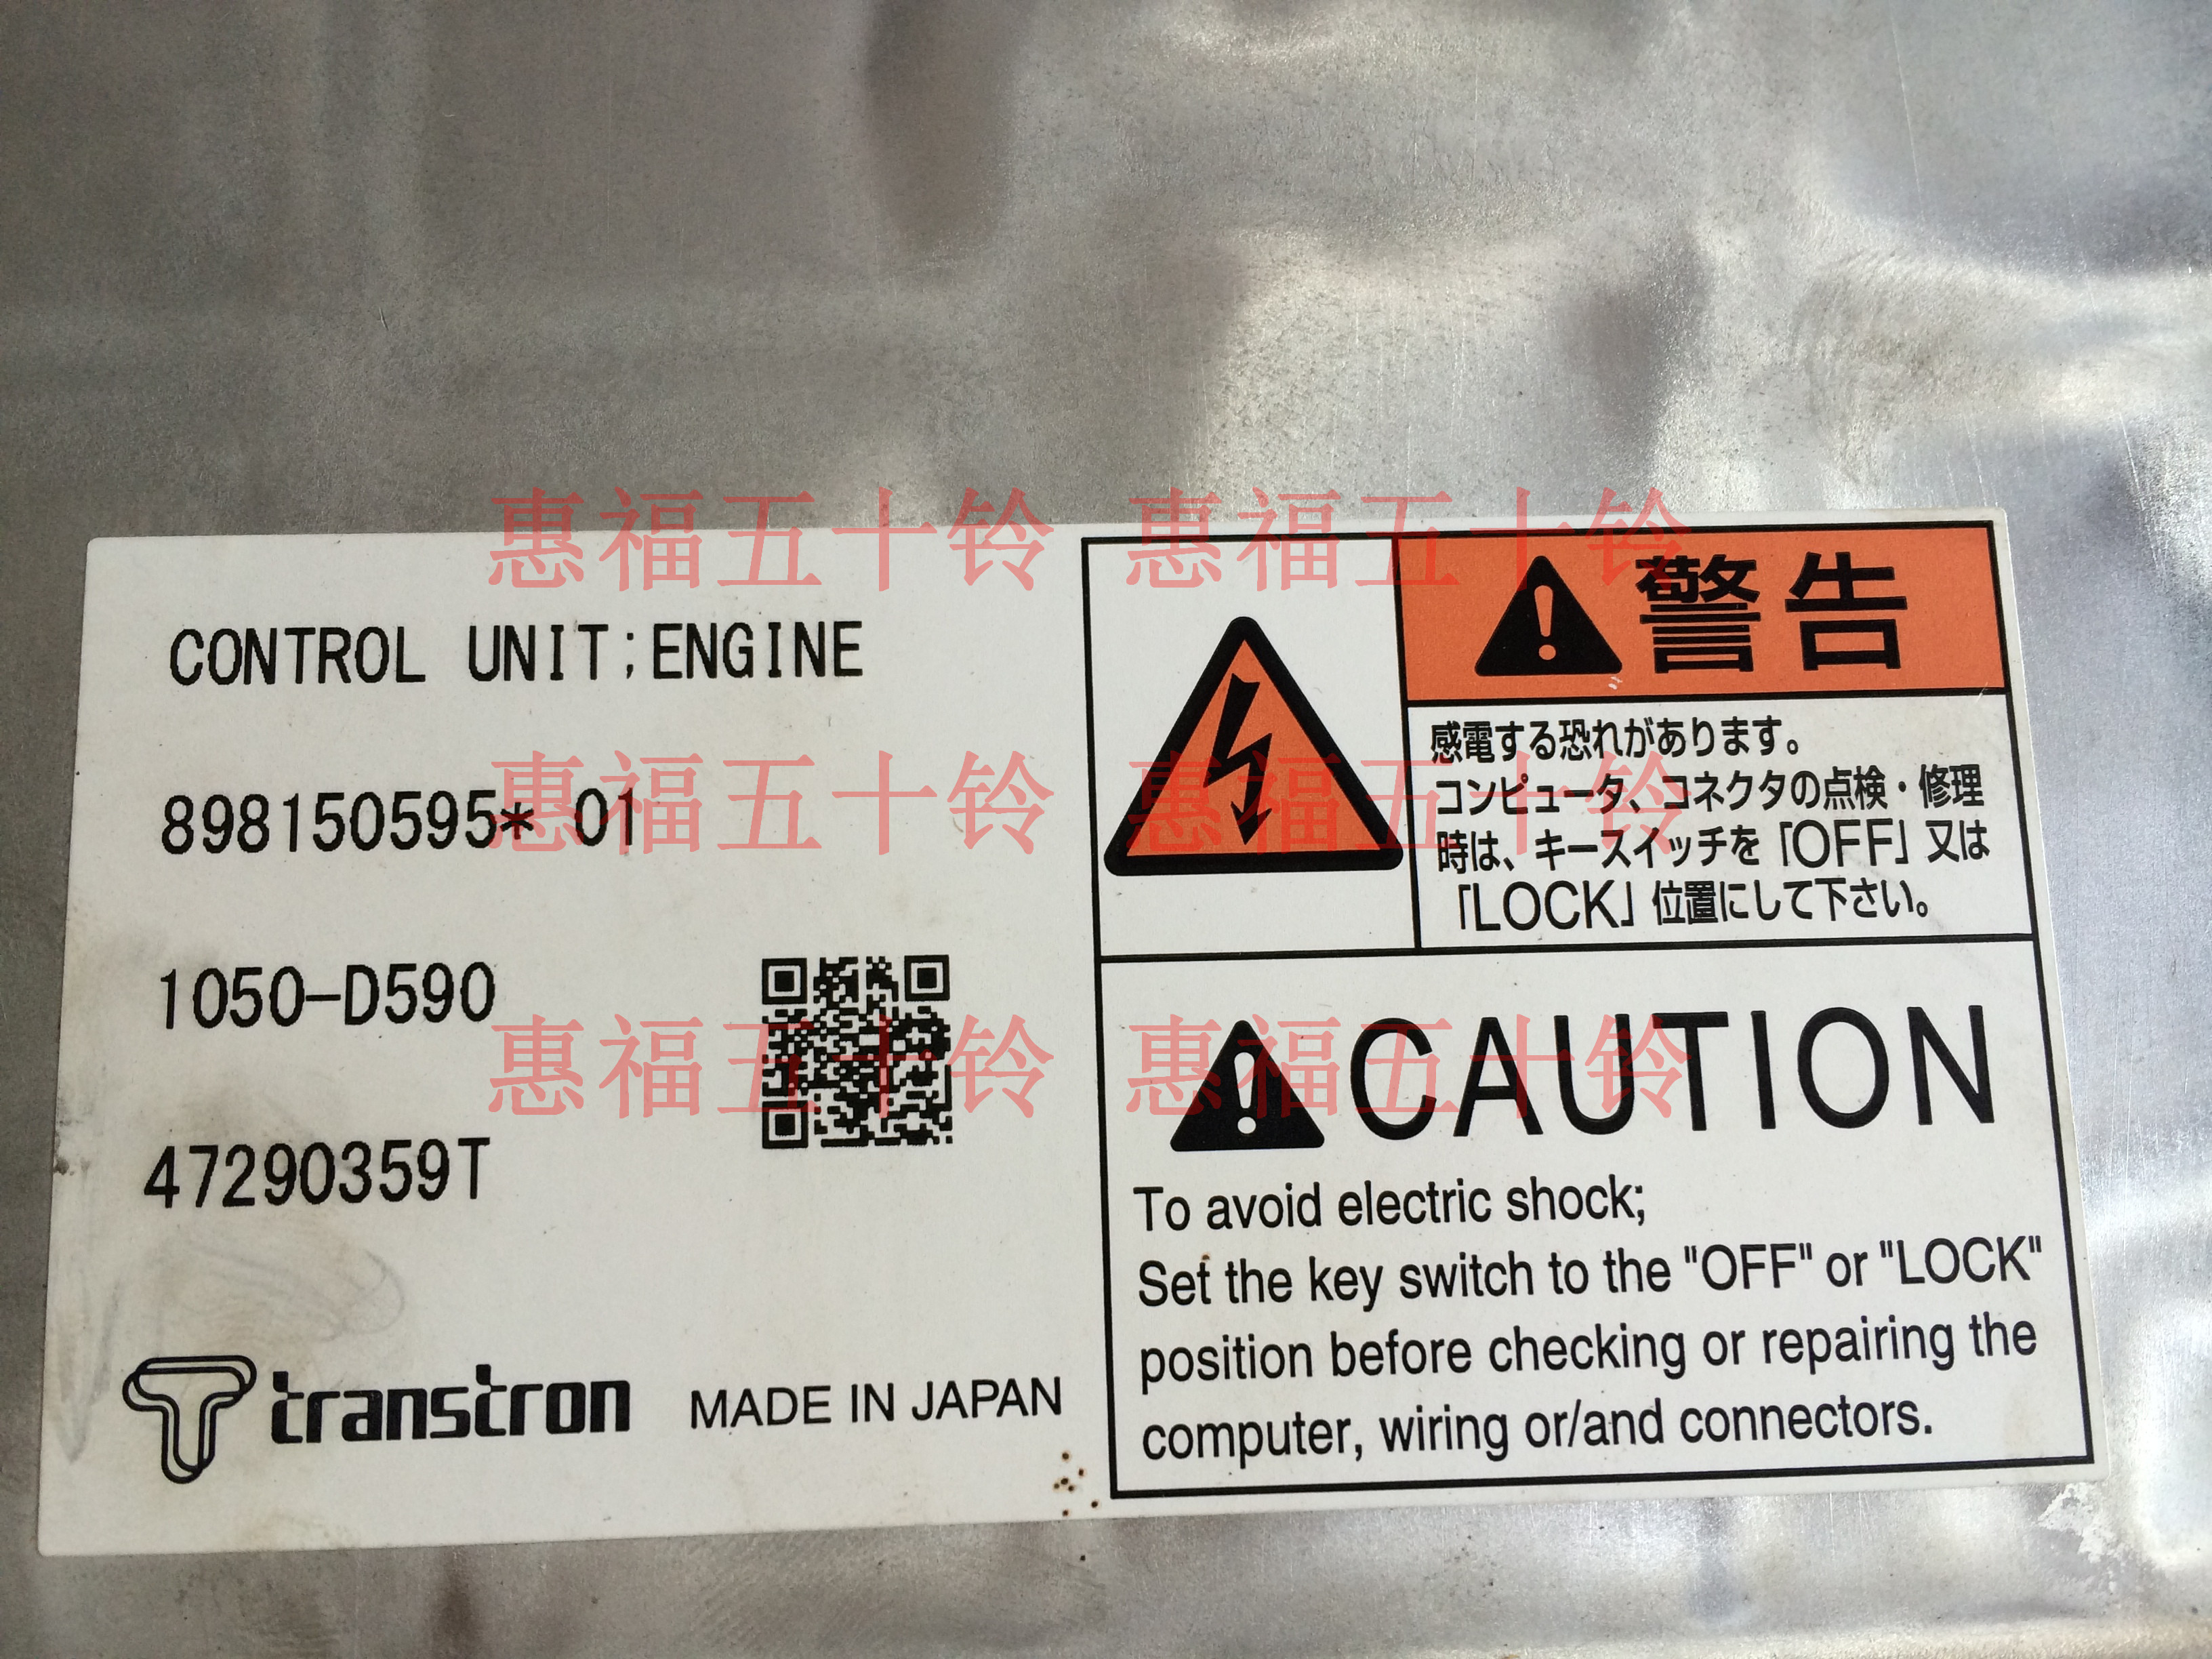 惠福五十铃 惠福五十铃
CONTROL UNIT;ENGINE
898150595* 01
1050-D590
47290359T
transtron MADE IN JAPAN
警告
感電する恐れがあります。
コンピュータ、コネクタの点検・修理
時は、キースイッチを「OFF」又は
「LOCK」位置にして下さい。
惠福五十铃 惠福五十铃
CAUTION
To avoid electric shock;
Set the key switch to the "OFF" or "LOCK"
position before checking or repairing the
computer, wiring or/and connectors.
惠福五十铃 惠福五十铃